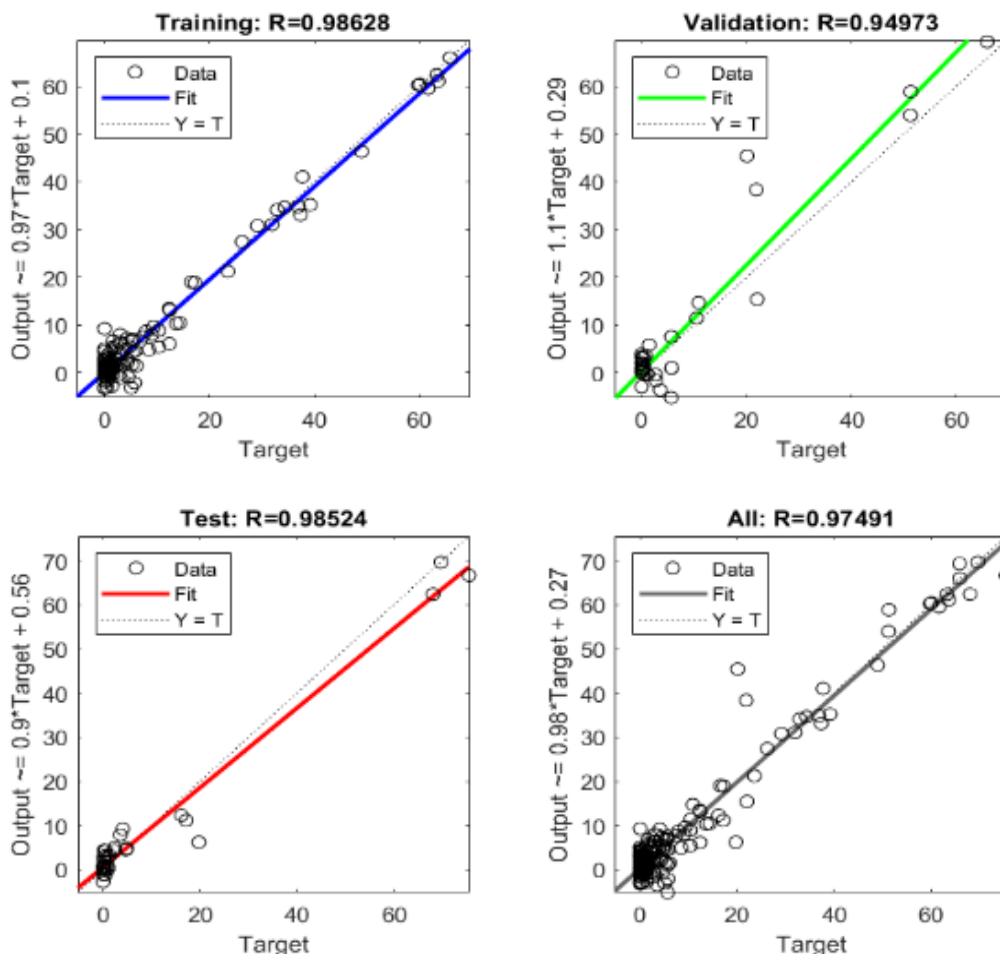 Training: R=0.98628
Output ~= 0.97*Target + 0.1
Data
Fit
Y = T
60
50
40
30
20
10
0
0
20
40
60
Target
Validation: R=0.94973
Output ~= 1.1*Target + 0.29
Data
Fit
Y = T
60
50
40
30
20
10
0
0
20
40
60
Target
Test: R=0.98524
Output ~= 0.9*Target + 0.56
Data
Fit
Y = T
70
60
50
40
30
20
10
0
0
20
40
60
Target
All: R=0.97491
Output ~= 0.98*Target + 0.27
Data
Fit
Y = T
70
60
50
40
30
20
10
0
0
20
40
60
Target